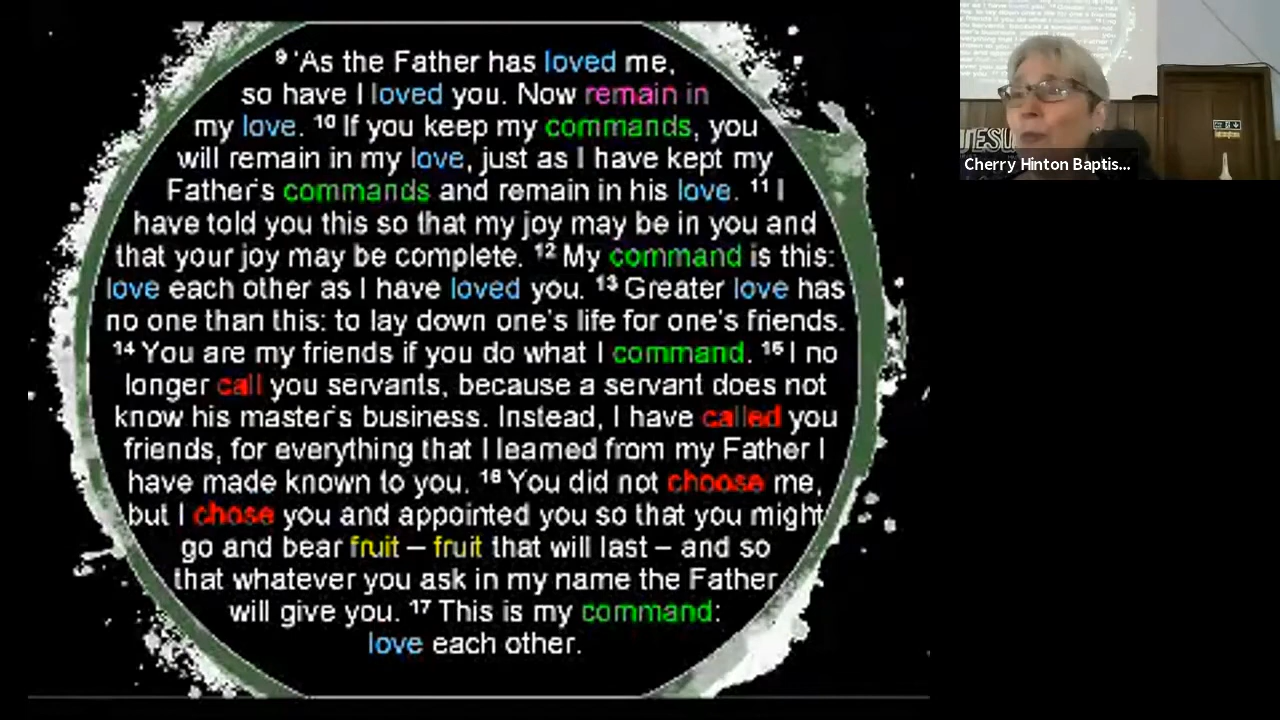 ⁹ 'As the Father has loved me,
so have I loved you. Now remain in
my love. ¹⁰ If you keep my commands, you
will remain in my love, just as I have kept my
Father's commands and remain in his love. ¹¹ I
have told you this so that my joy may be in you and
that your joy may be complete. ¹² My command is this:
love each other as I have loved you. ¹³ Greater love has
no one than this: to lay down one's life for one's friends.
¹⁴ You are my friends if you do what I command. ¹⁵ I no
longer call you servants, because a servant does not
know his master's business. Instead, I have called you
friends, for everything that I learned from my Father I
have made known to you. ¹⁶ You did not choose me,
but I chose you and appointed you so that you might
go and bear fruit – fruit that will last – and so
that whatever you ask in my name the Father
will give you. ¹⁷ This is my command:
love each other.
JESU
Cherry Hinton Baptis...